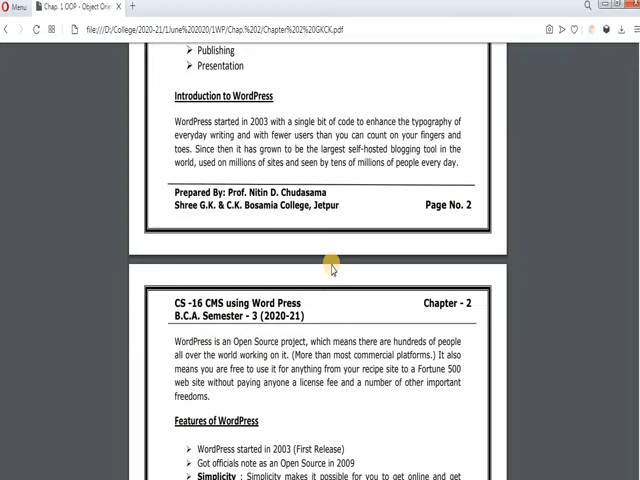 Menu
Chap. 1 OOP - Object Orie
file:///D:/College/2020-21/1June%202020/1WP/Chap.%202/Chapter%202%20GKCK.pdf
➢ Publishing
➢ Presentation
Introduction to WordPress
WordPress started in 2003 with a single bit of code to enhance the typography of
everyday writing and with fewer users than you can count on your fingers and
toes. Since then it has grown to be the largest self-hosted blogging tool in the
world, used on millions of sites and seen by tens of millions of people every day.
Prepared By: Prof. Nitin D. Chudasama
Shree G.K. & C.K. Bosamia College, Jetpur Page No. 2
CS -16 CMS using Word Press Chapter - 2
B.C.A. Semester - 3 (2020-21)
WordPress is an Open Source project, which means there are hundreds of people
all over the world working on it. (More than most commercial platforms.) It also
means you are free to use it for anything from your recipe site to a Fortune 500
web site without paying anyone a license fee and a number of other important
freedoms.
Features of WordPress
➢ WordPress started in 2003 (First Release)
➢ Got officials note as an Open Source in 2009
➢ Simplicity : Simplicity makes it possible for you to get online and get